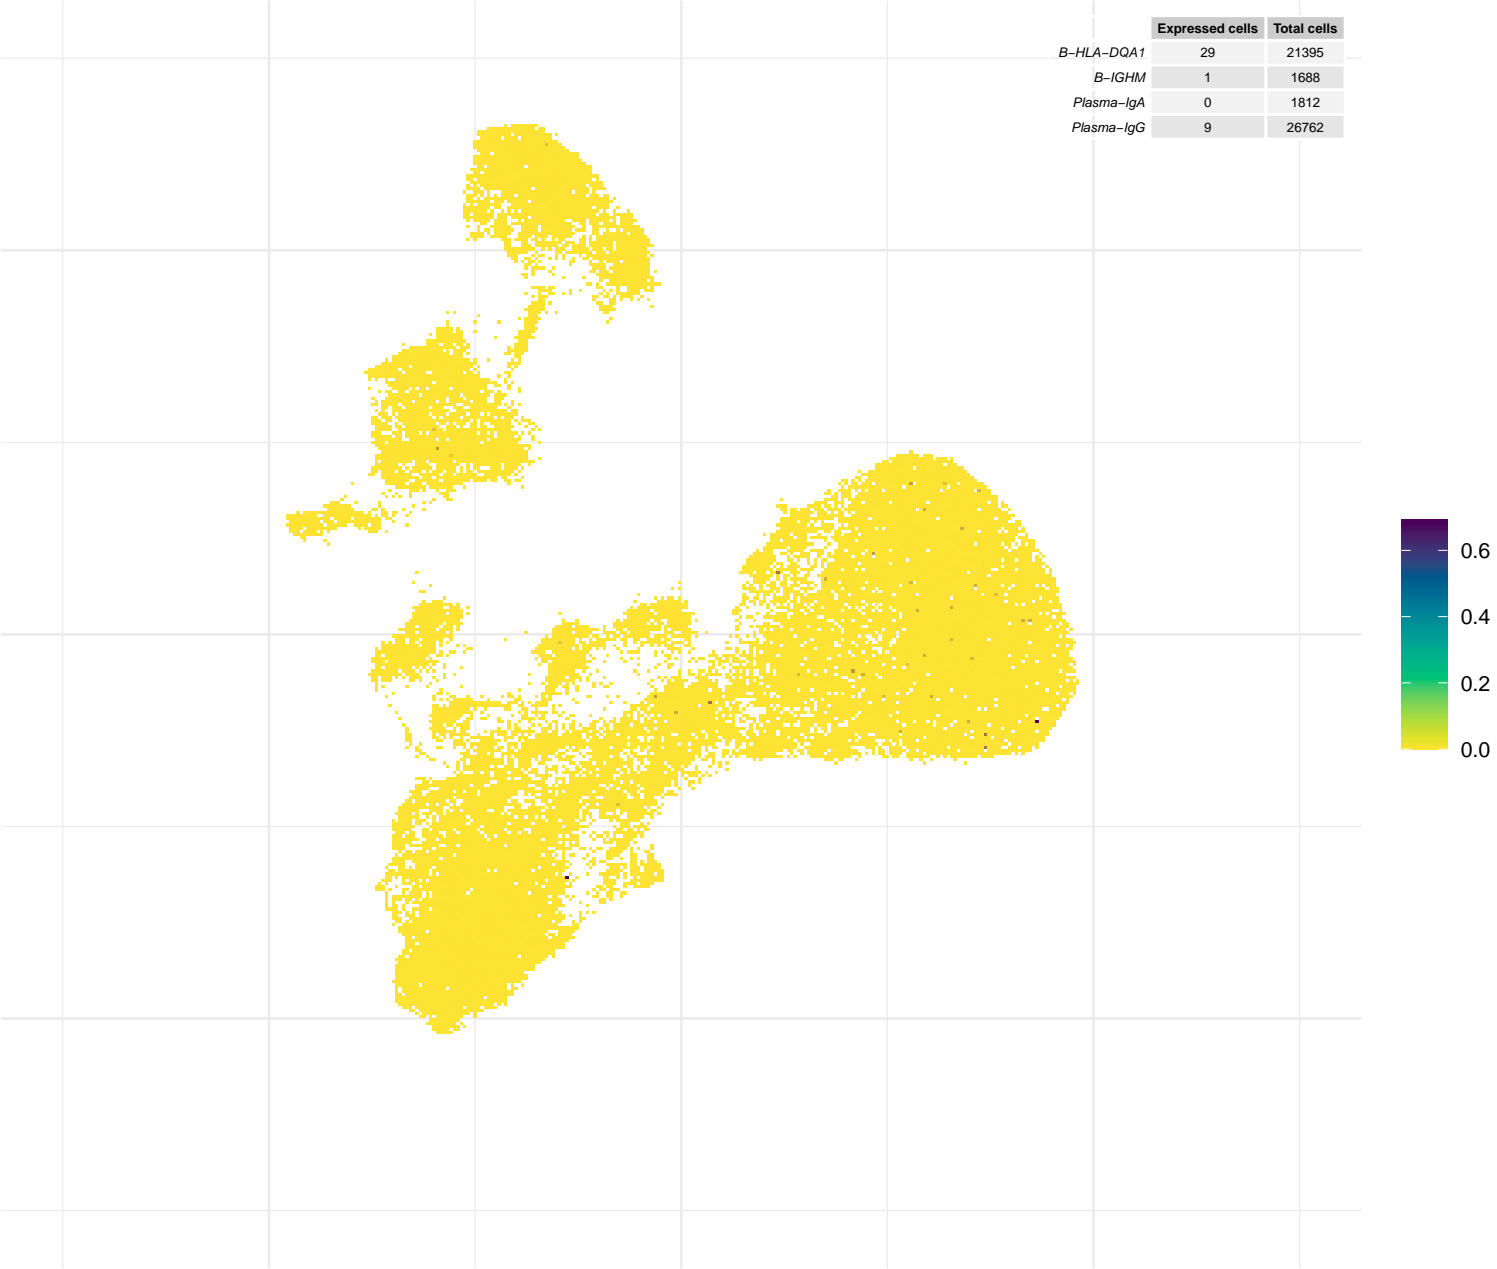 Expressed cells Total cells
B−HLA−DQA1 29 21395
B−IGHM 1 1688
Plasma−IgA 0 1812
Plasma−IgG 9 26762
0.6
0.4
0.2
0.0